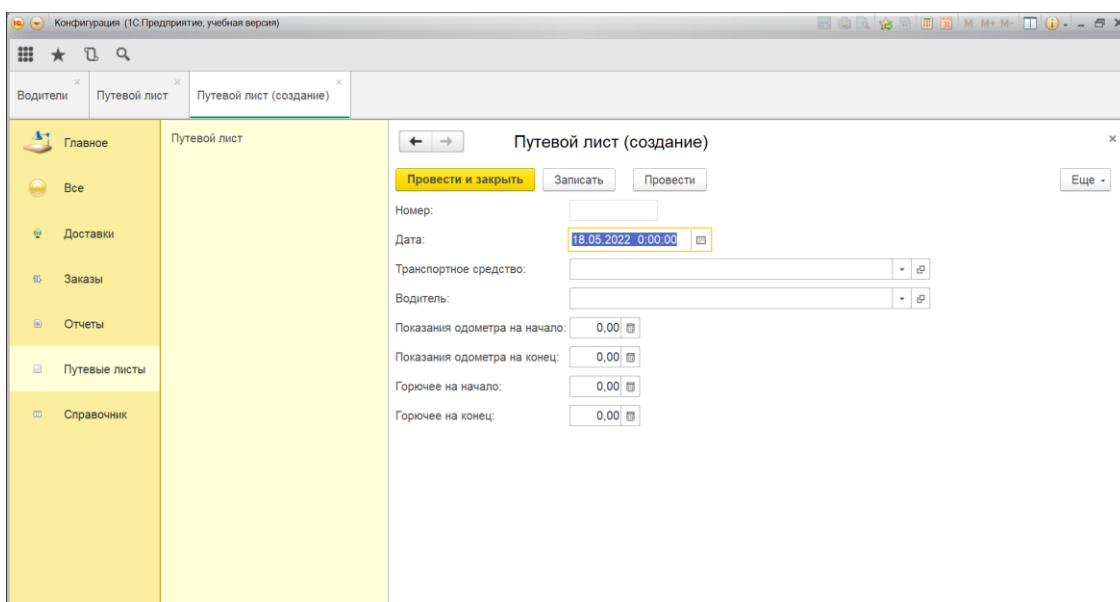 Конфигурация (1С:Предприятие, учебная версия)
M M+ M-
Водители
Путевой лист
Путевой лист (создание)
Главное
Все
Доставки
Заказы
Отчеты
Путевые листы
Справочник
Путевой лист
Путевой лист (создание)
Провести и закрыть Записать Провести Еще
Номер:
Дата: 18.05.2022 0:00:00
Транспортное средство:
Водитель:
Показания одометра на начало: 0,00
Показания одометра на конец: 0,00
Горючее на начало: 0,00
Горючее на конец: 0,00